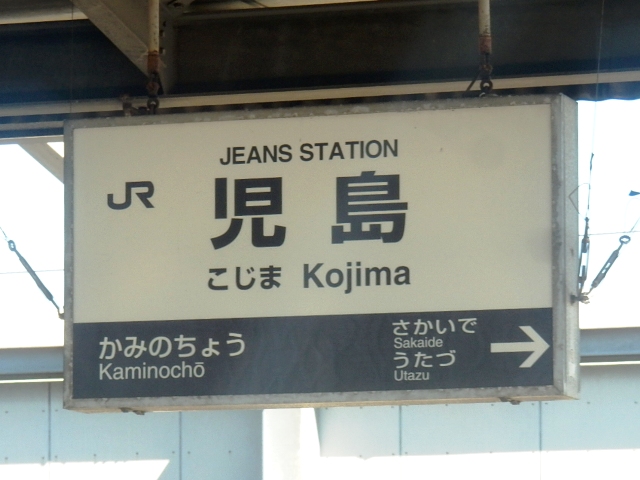 JEANS STATION
JR 児島
こじま Kojima
かみのちょう
Kaminochō
さかいで
Sakaide
うたづ
Utazu